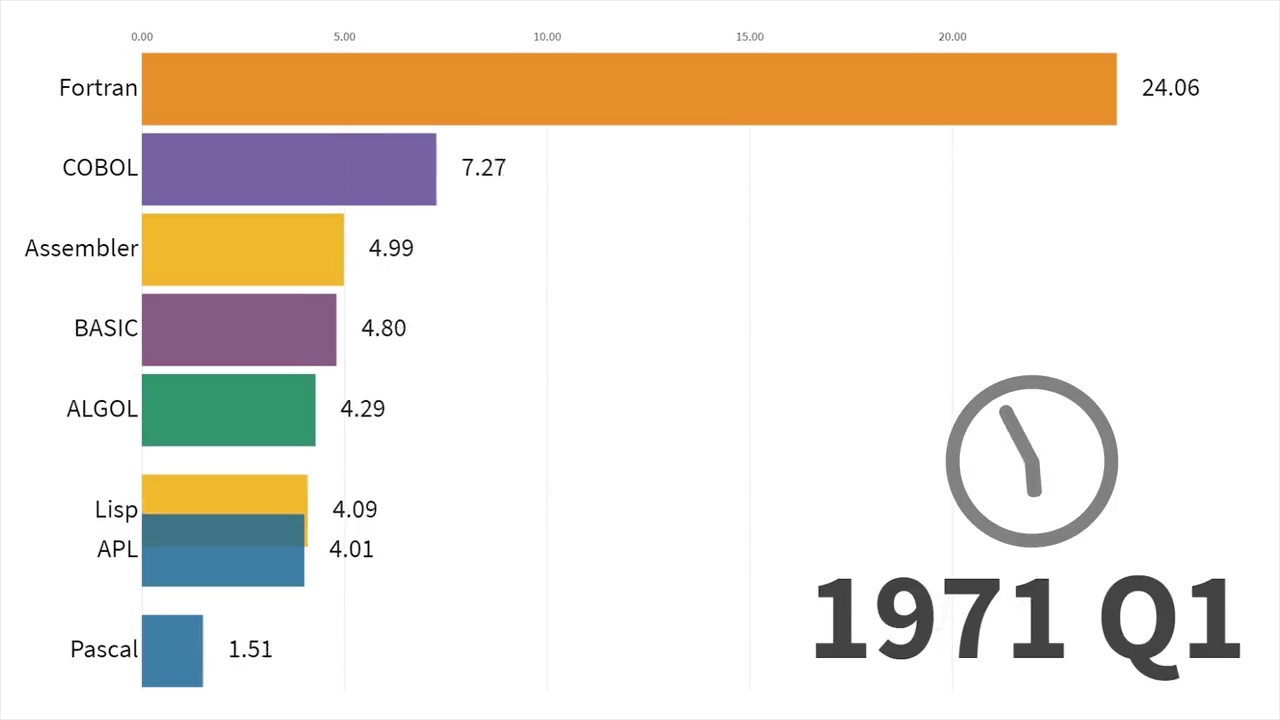 0.00 5.00 10.00 15.00 20.00
Fortran 24.06
COBOL 7.27
Assembler 4.99
BASIC 4.80
ALGOL 4.29
Lisp 4.09
APL 4.01
Pascal 1.51
1971 Q1